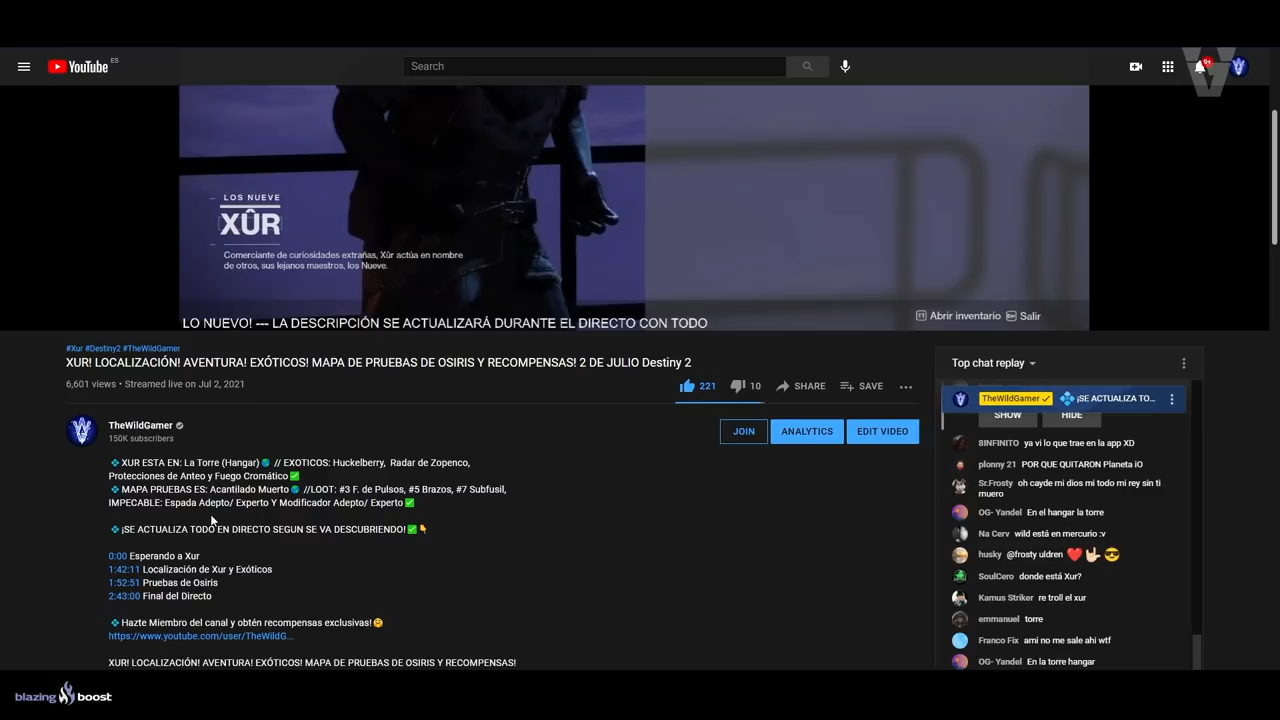 YouTube ES
Search
9+
LOS NUEVE
XÛR
Comerciante de curiosidades extrañas, Xûr actúa en nombre
de otros, sus lejanos maestros, los Nueve.
LO NUEVO! --- LA DESCRIPCIÓN SE ACTUALIZARÁ DURANTE EL DIRECTO CON TODO
F1 Abrir inventario Esc Salir
#Xur #Destiny2 #TheWildGamer
XUR! LOCALIZACIÓN! AVENTURA! EXÓTICOS! MAPA DE PRUEBAS DE OSIRIS Y RECOMPENSAS! 2 DE JULIO Destiny 2
6,601 views • Streamed live on Jul 2, 2021
221 10 SHARE SAVE
TheWildGamer
150K subscribers
JOIN ANALYTICS EDIT VIDEO
XUR ESTA EN: La Torre (Hangar) // EXOTICOS: Huckelberry, Radar de Zopenco,
Protecciones de Anteo y Fuego Cromático
MAPA PRUEBAS ES: Acantilado Muerto //LOOT: #3 F. de Pulsos, #5 Brazos, #7 Subfusil,
IMPECABLE: Espada Adepto/ Experto Y Modificador Adepto/ Experto
¡SE ACTUALIZA TODO EN DIRECTO SEGUN SE VA DESCUBRIENDO!
0:00 Esperando a Xur
1:42:11 Localización de Xur y Exóticos
1:52:51 Pruebas de Osiris
2:43:00 Final del Directo
Hazte Miembro del canal y obtén recompensas exclusivas!
https://www.youtube.com/user/TheWildG...
XUR! LOCALIZACIÓN! AVENTURA! EXÓTICOS! MAPA DE PRUEBAS DE OSIRIS Y RECOMPENSAS!
Top chat replay
TheWildGamer ¡SE ACTUALIZA TO...
SHOW HIDE
8INFINITO ya vi lo que trae en la app XD
plonny 21 POR QUE QUITARON Planeta iO
Sr.Frosty oh cayde mi dios mi todo mi rey sin ti
muero
OG- Yandel En el hangar la torre
Na Cerv wild está en mercurio :v
husky @frosty uldren
SoulCero donde está Xur?
Kamus Striker re troll el xur
emmanuel torre
Franco Fix ami no me sale ahi wtf
OG- Yandel En la torre hangar
blazing boost